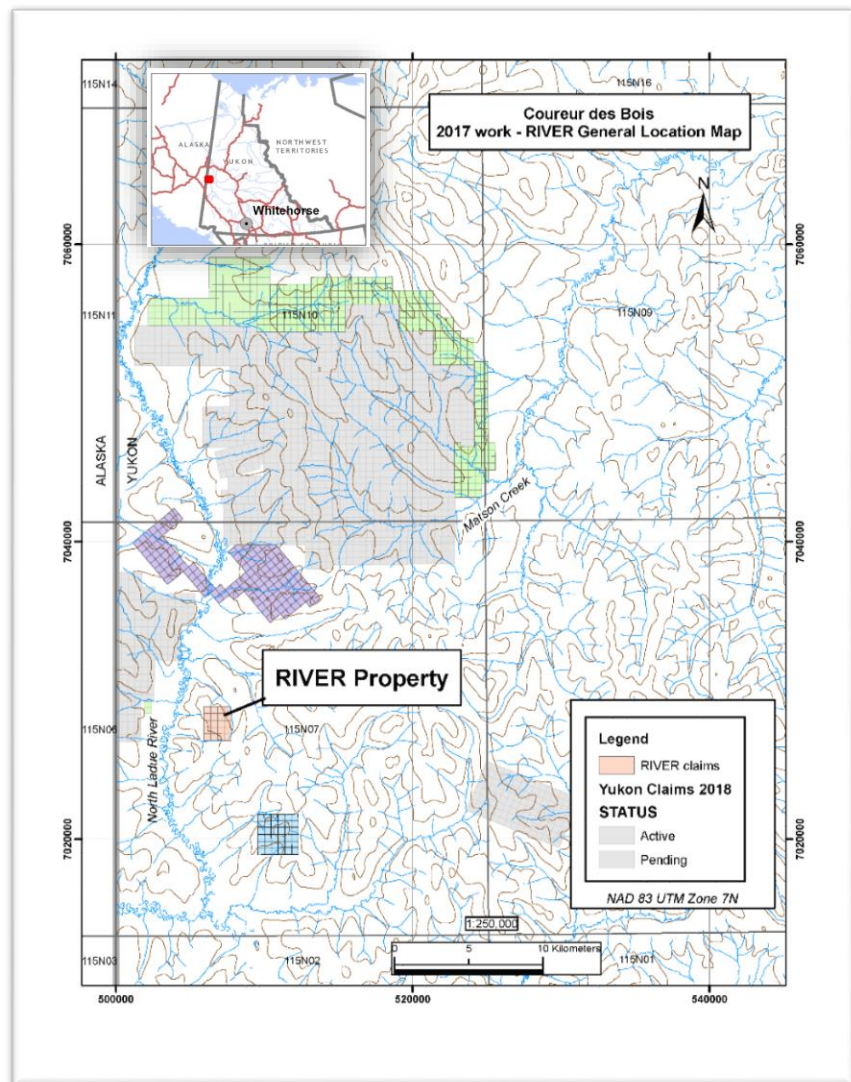 115N14
115N16
Coureur des Bois
2017 work - RIVER General Location Map
ALASKA
YUKON
NORTHWEST
TERRITORIES
Whitehorse
N
7060000
7060000
115N11
115N10
115N09
ALASKA
YUKON
Matson Creek
7040000
7040000
RIVER Property
115N06
115N07
North Ladue River
Legend
RIVER claims
Yukon Claims 2018
STATUS
Active
Pending
NAD 83 UTM Zone 7N
7020000
7020000
1:250,000
0 5 10 Kilometers
115N03
115N02
115N01
500000
520000
540000